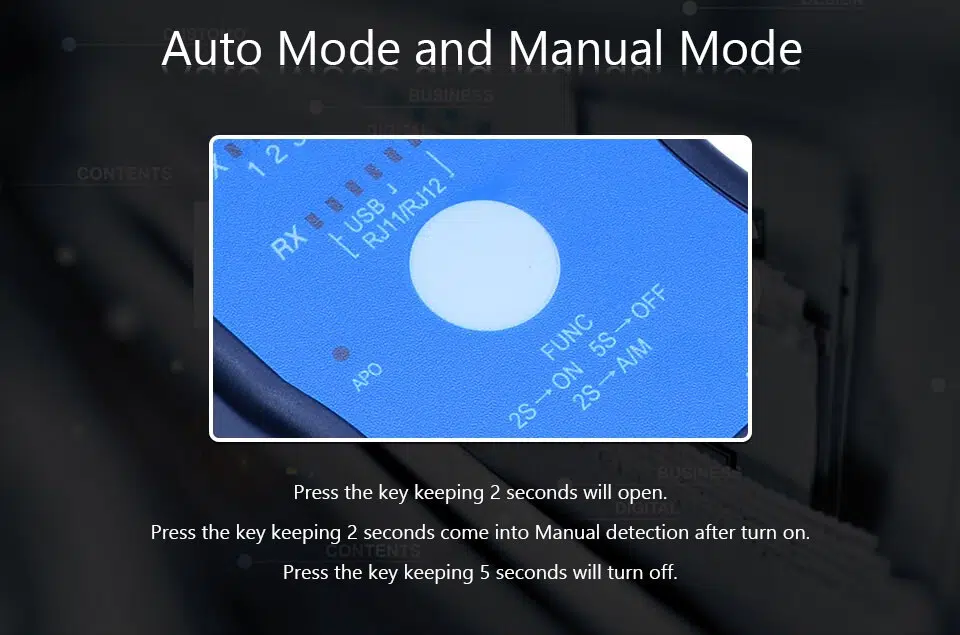 DESIGN
Auto Mode and Manual Mode
BUSINESS
DIGITAL
CONTENTS
1 2 3
RX
USB
RJ11/RJ12
APO
FUNC
2S→ON 5S→OFF
2S→A/M
BUSINESS
DIGITAL
CONTENTS
Press the key keeping 2 seconds will open.
Press the key keeping 2 seconds come into Manual detection after turn on.
Press the key keeping 5 seconds will turn off.